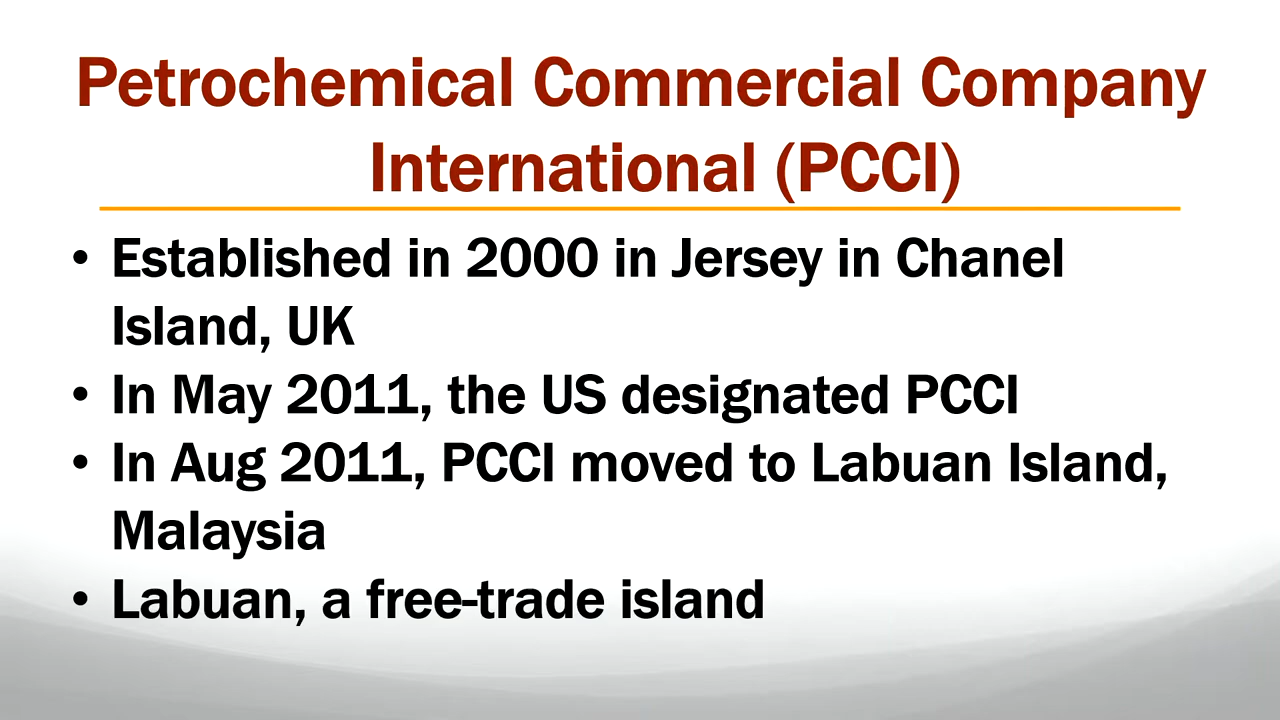 Petrochemical Commercial Company
International (PCCI)
• Established in 2000 in Jersey in Chanel
Island, UK
• In May 2011, the US designated PCCI
• In Aug 2011, PCCI moved to Labuan Island,
Malaysia
• Labuan, a free-trade island